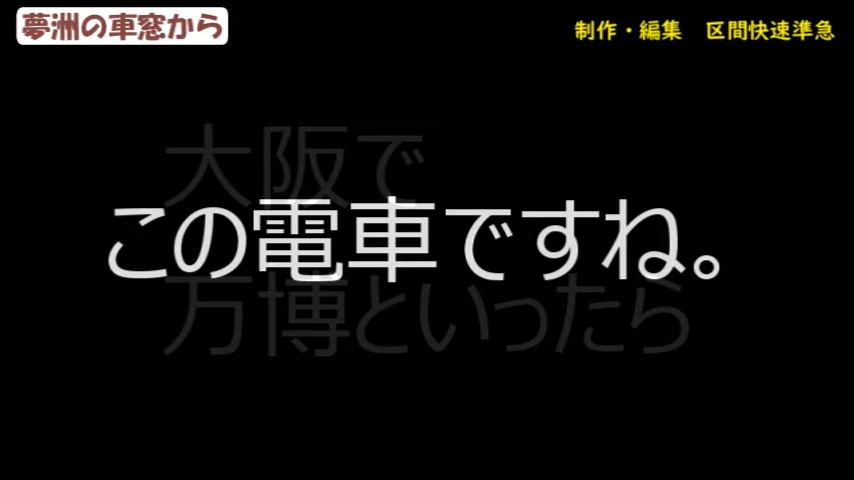 夢洲の車窓から
制作・編集　区間快速準急
大阪で
この電車ですね。
万博といったら